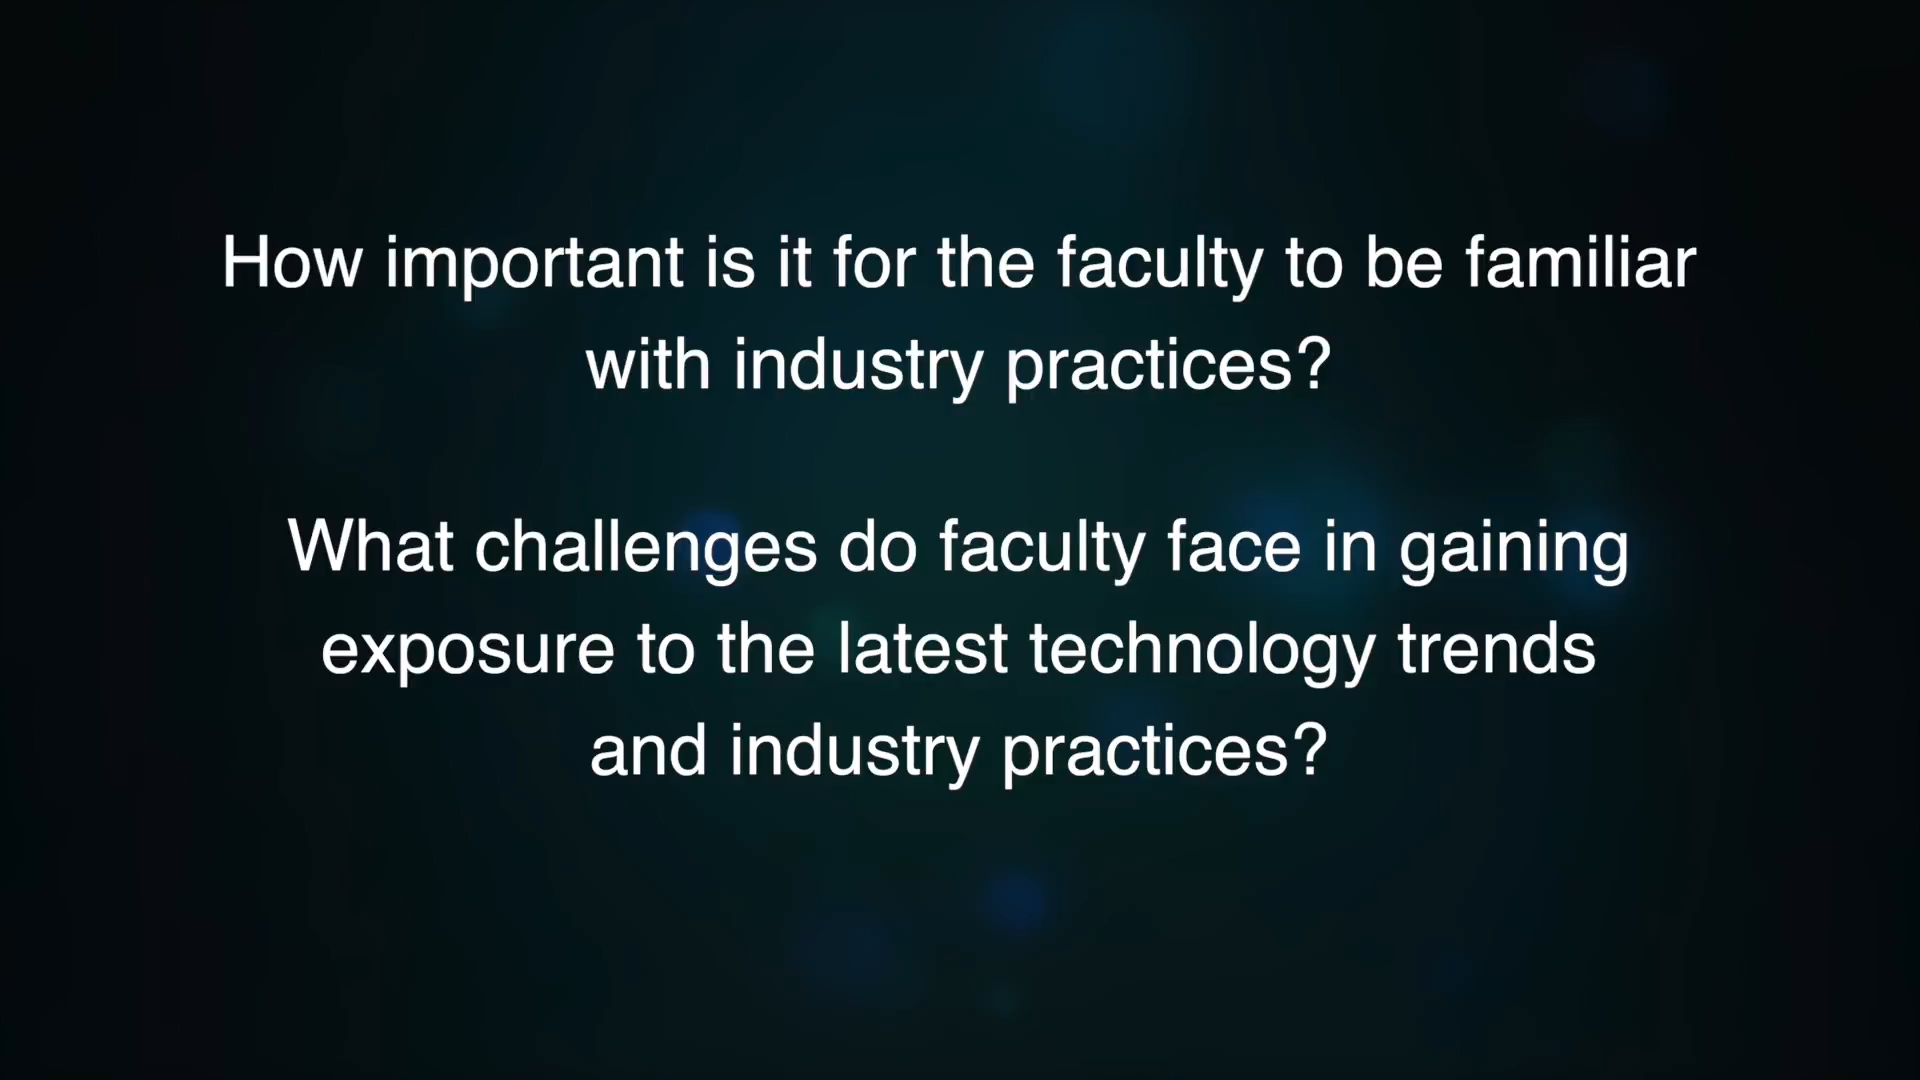 How important is it for the faculty to be familiar
with industry practices?
What challenges do faculty face in gaining
exposure to the latest technology trends
and industry practices?